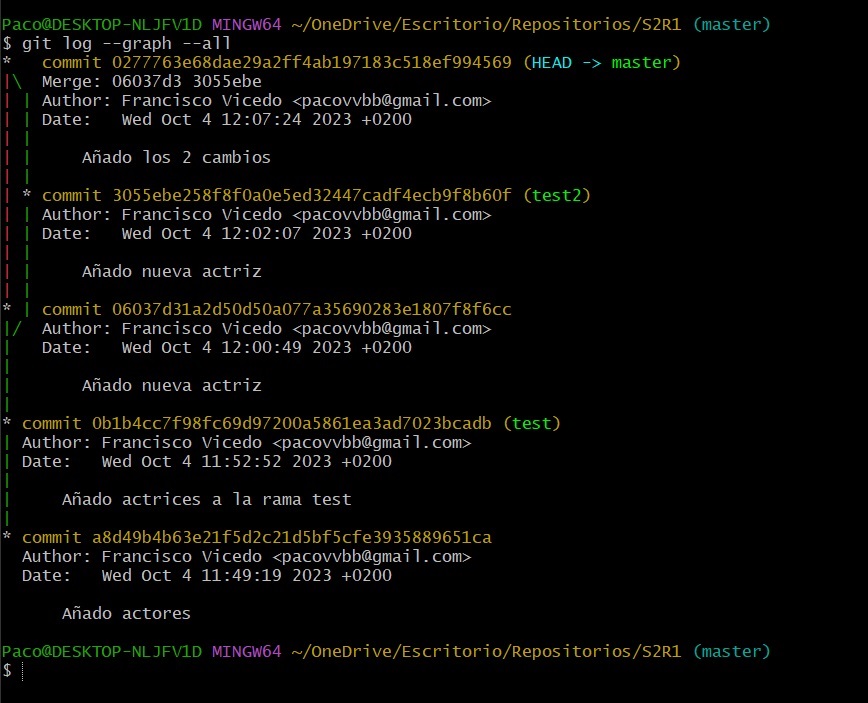 Paco@DESKTOP-NLJFV1D MINGW64 ~/OneDrive/Escritorio/Repositorios/S2R1 (master)
$ git log --graph --all
*   commit 0277763e68dae29a2ff4ab197183c518ef994569 (HEAD -> master)
|\  Merge: 06037d3 3055ebe
| | Author: Francisco Vicedo <pacovvbb@gmail.com>
| | Date:   Wed Oct 4 12:07:24 2023 +0200
| |
| |     Añado los 2 cambios
| |
| * commit 3055ebe258f8f0a0e5ed32447cadf4ecb9f8b60f (test2)
| | Author: Francisco Vicedo <pacovvbb@gmail.com>
| | Date:   Wed Oct 4 12:02:07 2023 +0200
| |
| |     Añado nueva actriz
| |
* | commit 06037d31a2d50d50a077a35690283e1807f8f6cc
|/  Author: Francisco Vicedo <pacovvbb@gmail.com>
|   Date:   Wed Oct 4 12:00:49 2023 +0200
|
|       Añado nueva actriz
|
* commit 0b1b4cc7f98fc69d97200a5861ea3ad7023bcadb (test)
| Author: Francisco Vicedo <pacovvbb@gmail.com>
| Date:   Wed Oct 4 11:52:52 2023 +0200
|
|     Añado actrices a la rama test
|
* commit a8d49b4b63e21f5d2c21d5bf5cfe3935889651ca
  Author: Francisco Vicedo <pacovvbb@gmail.com>
  Date:   Wed Oct 4 11:49:19 2023 +0200

      Añado actores

Paco@DESKTOP-NLJFV1D MINGW64 ~/OneDrive/Escritorio/Repositorios/S2R1 (master)
$